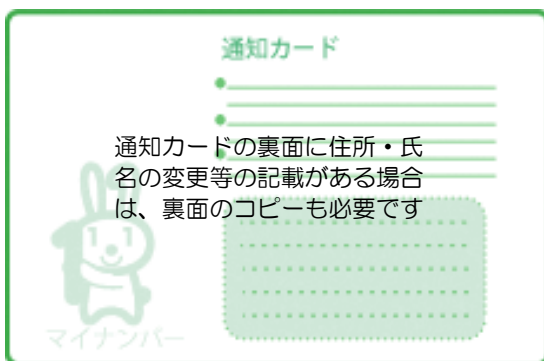 通知カード
通知カードの裏面に住所・氏
名の変更等の記載がある場合
は、裏面のコピーも必要です
マイナンバー